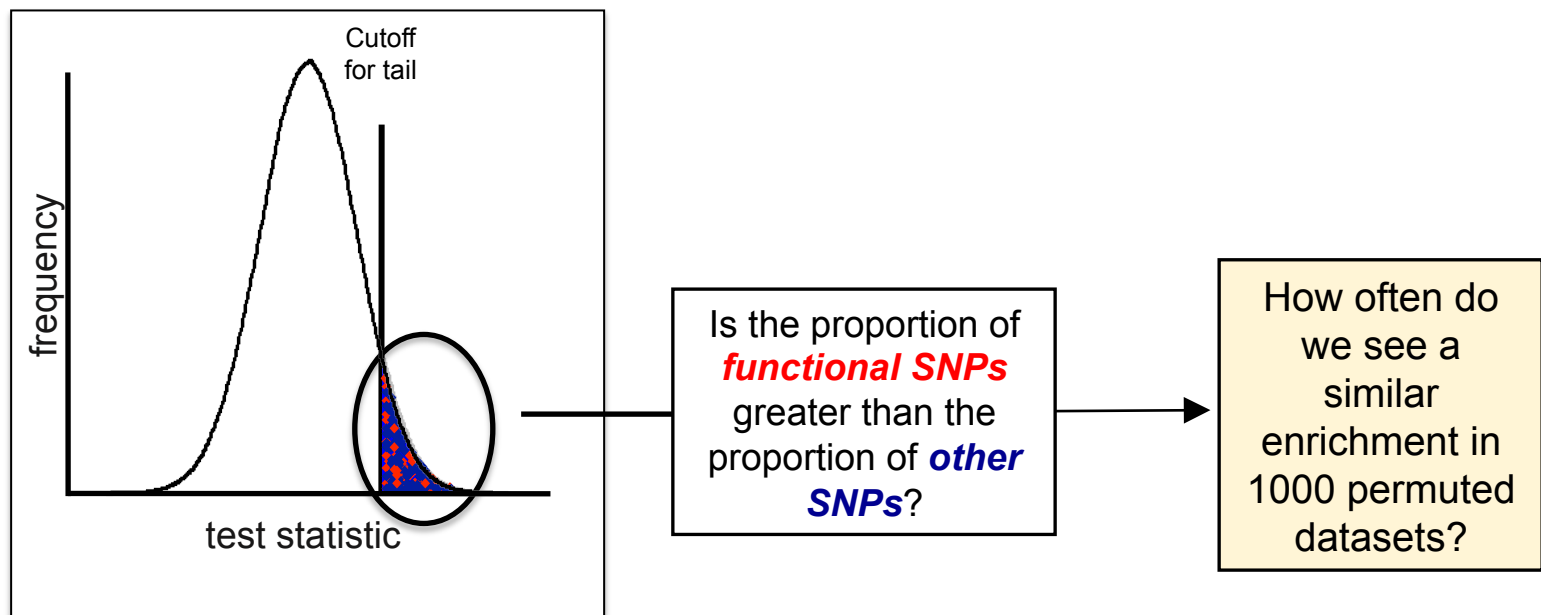 Cutoff
for tail
frequency
test statistic
Is the proportion of
functional SNPs
greater than the
proportion of other
SNPs?
How often do
we see a
similar
enrichment in
1000 permuted
datasets?